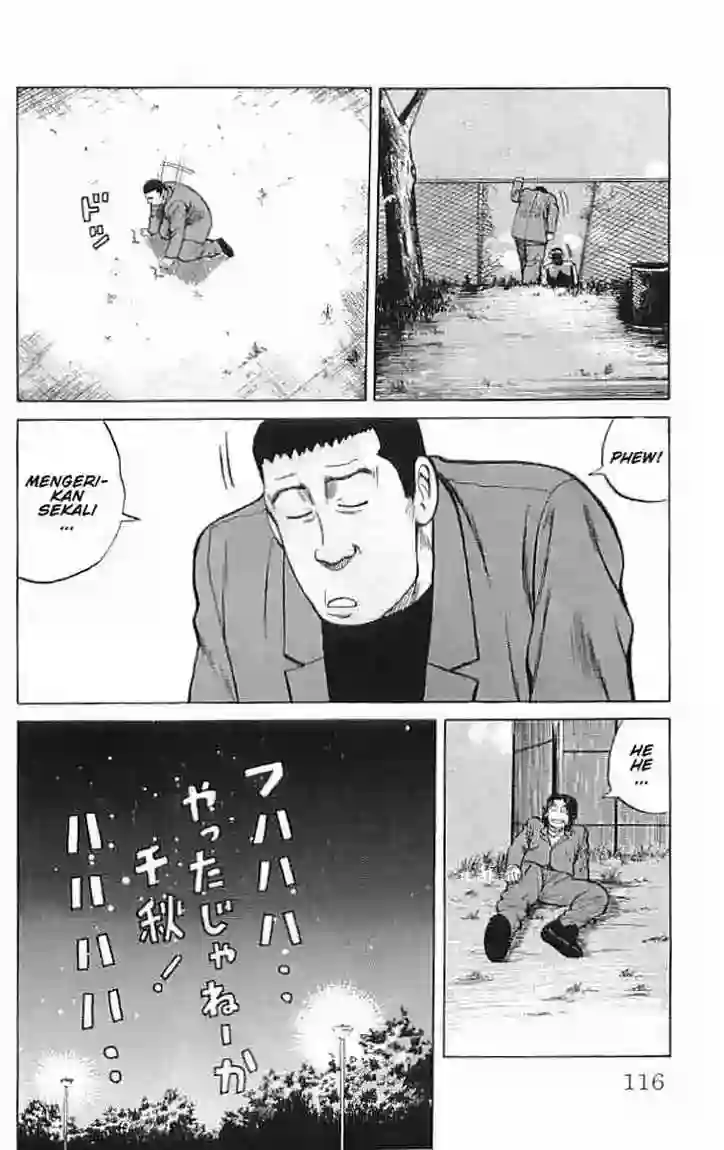 ドシッ
PHEW!
MENGERI-
KAN
SEKALI
...
HE
HE
...
フハハハ‥
やったじゃねーか
千秋!
ハハハハ‥
116